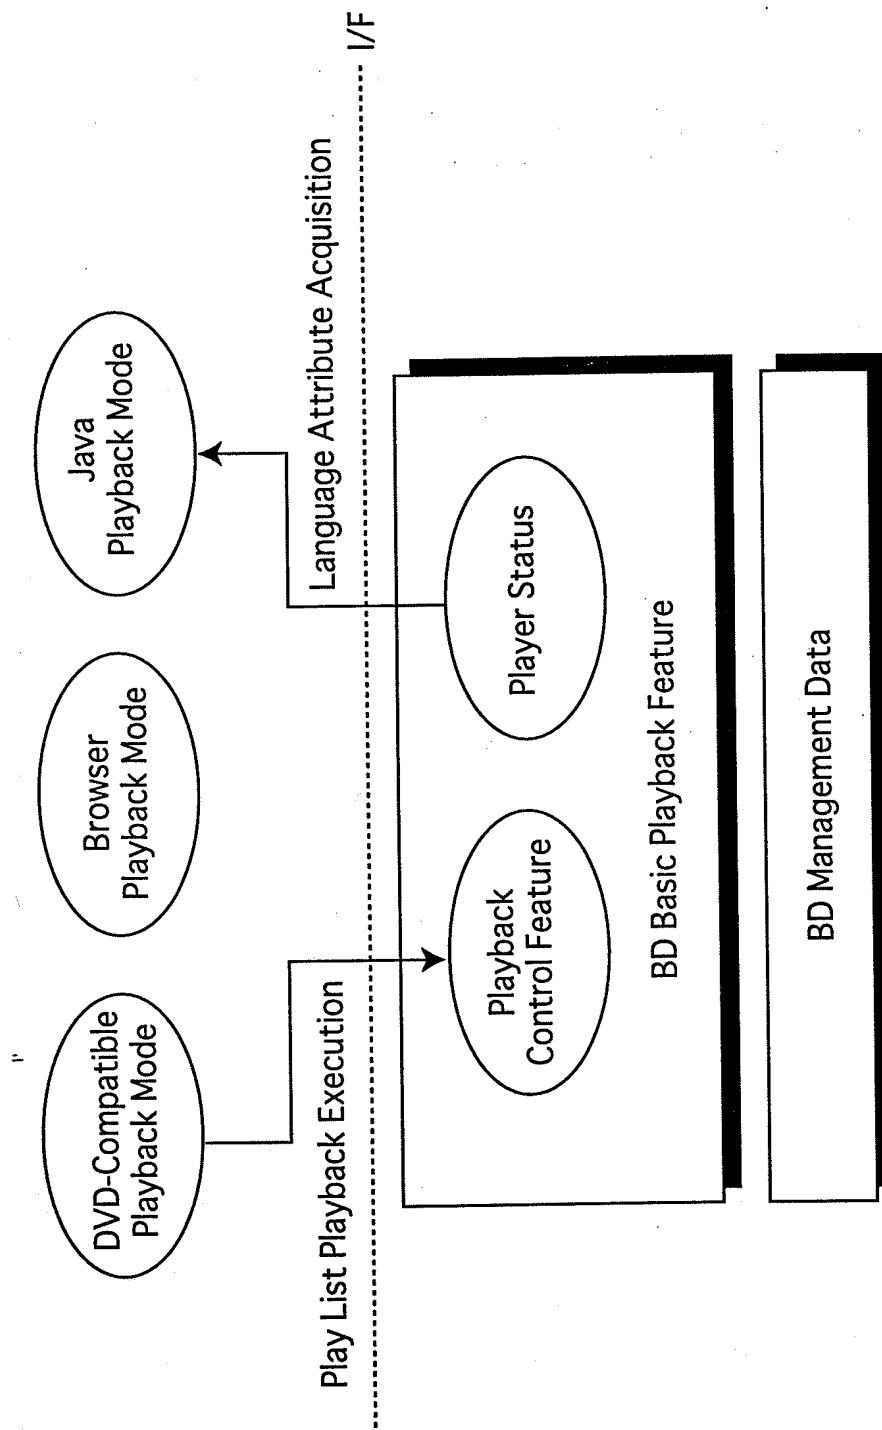 DVD-Compatible
Playback Mode
Browser
Playback Mode
Java
Playback Mode
Play List Playback Execution
Language Attribute Acquisition
I/F
Playback
Control Feature
Player Status
BD Basic Playback Feature
BD Management Data